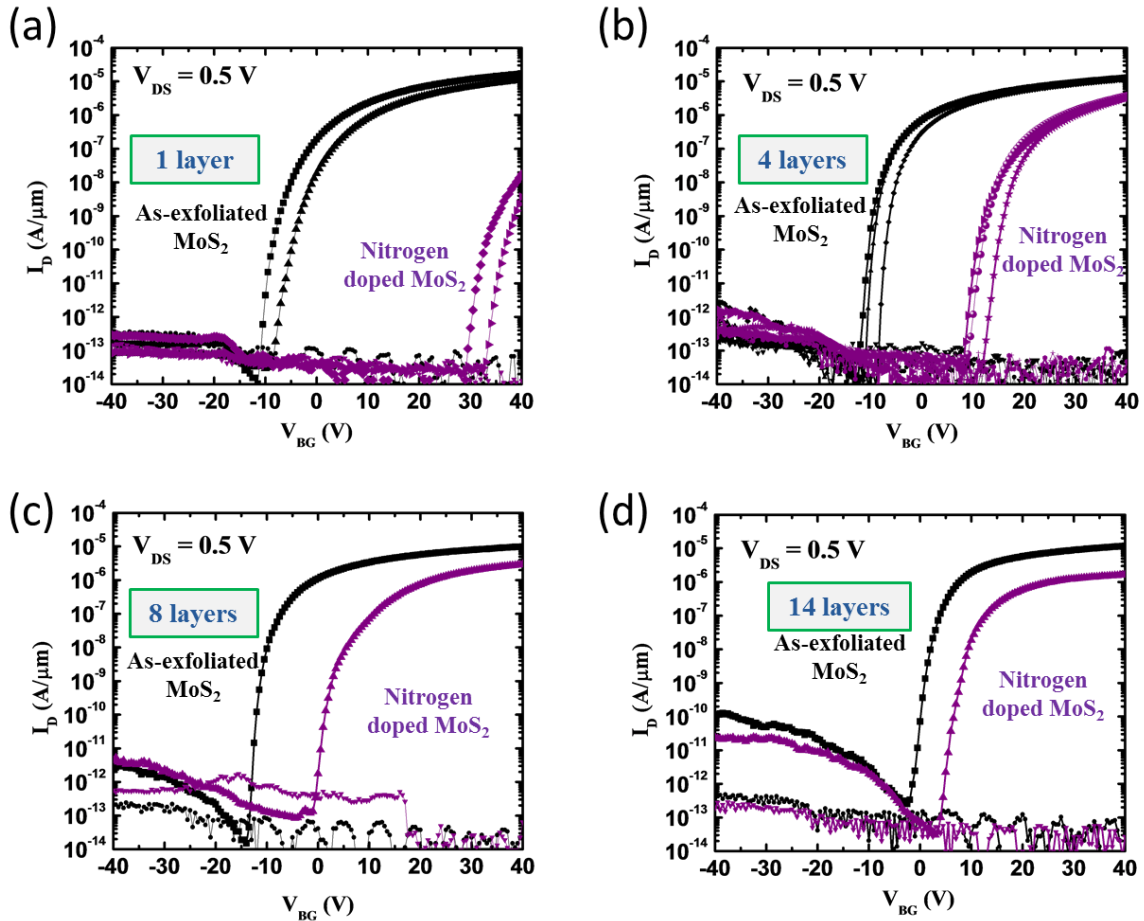 (a)
10⁻⁴
10⁻⁵
10⁻⁶
10⁻⁷
10⁻⁸
10⁻⁹
10⁻¹⁰
10⁻¹¹
10⁻¹²
10⁻¹³
10⁻¹⁴
I_D (A/μm)
V_DS = 0.5 V
1 layer
As-exfoliated
MoS₂
Nitrogen
doped MoS₂
-40 -30 -20 -10 0 10 20 30 40
V_BG (V)
(b)
10⁻⁴
10⁻⁵
10⁻⁶
10⁻⁷
10⁻⁸
10⁻⁹
10⁻¹⁰
10⁻¹¹
10⁻¹²
10⁻¹³
10⁻¹⁴
I_D (A/μm)
V_DS = 0.5 V
4 layers
As-exfoliated
MoS₂
Nitrogen
doped MoS₂
-40 -30 -20 -10 0 10 20 30 40
V_BG (V)
(c)
10⁻⁴
10⁻⁵
10⁻⁶
10⁻⁷
10⁻⁸
10⁻⁹
10⁻¹⁰
10⁻¹¹
10⁻¹²
10⁻¹³
10⁻¹⁴
I_D (A/μm)
V_DS = 0.5 V
8 layers
As-exfoliated
MoS₂
Nitrogen
doped MoS₂
-40 -30 -20 -10 0 10 20 30 40
V_BG (V)
(d)
10⁻⁴
10⁻⁵
10⁻⁶
10⁻⁷
10⁻⁸
10⁻⁹
10⁻¹⁰
10⁻¹¹
10⁻¹²
10⁻¹³
10⁻¹⁴
I_D (A/μm)
V_DS = 0.5 V
14 layers
As-exfoliated
MoS₂
Nitrogen
doped MoS₂
-40 -30 -20 -10 0 10 20 30 40
V_BG (V)